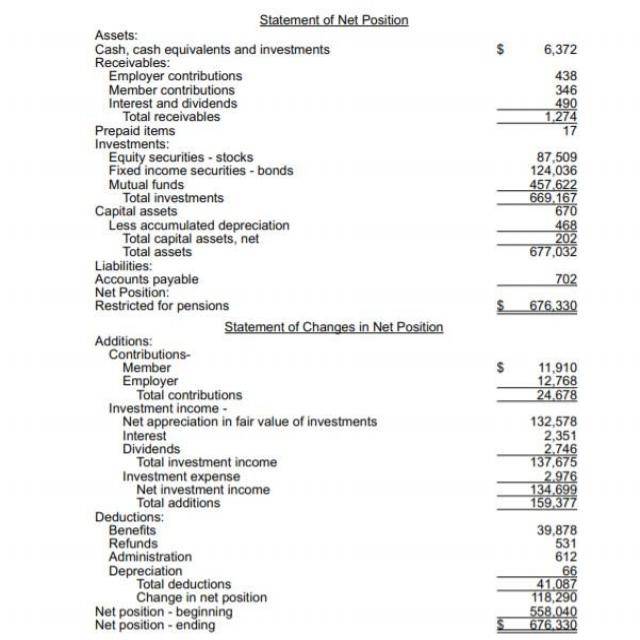 Statement of Net Position
Assets:
Cash, cash equivalents and investments $ 6,372
Receivables:
Employer contributions 438
Member contributions 346
Interest and dividends 490
Total receivables 1,274
Prepaid items 17
Investments:
Equity securities - stocks 87,509
Fixed income securities - bonds 124,036
Mutual funds 457,622
Total investments 669,167
Capital assets 670
Less accumulated depreciation 468
Total capital assets, net 202
Total assets 677,032
Liabilities:
Accounts payable 702
Net Position:
Restricted for pensions $ 676,330
Statement of Changes in Net Position
Additions:
Contributions-
Member $ 11,910
Employer 12,768
Total contributions 24,678
Investment income -
Net appreciation in fair value of investments 132,578
Interest 2,351
Dividends 2,746
Total investment income 137,675
Investment expense 2,976
Net investment income 134,699
Total additions 159,377
Deductions:
Benefits 39,878
Refunds 531
Administration 612
Depreciation 66
Total deductions 41,087
Change in net position 118,290
Net position - beginning 558,040
Net position - ending $ 676,330